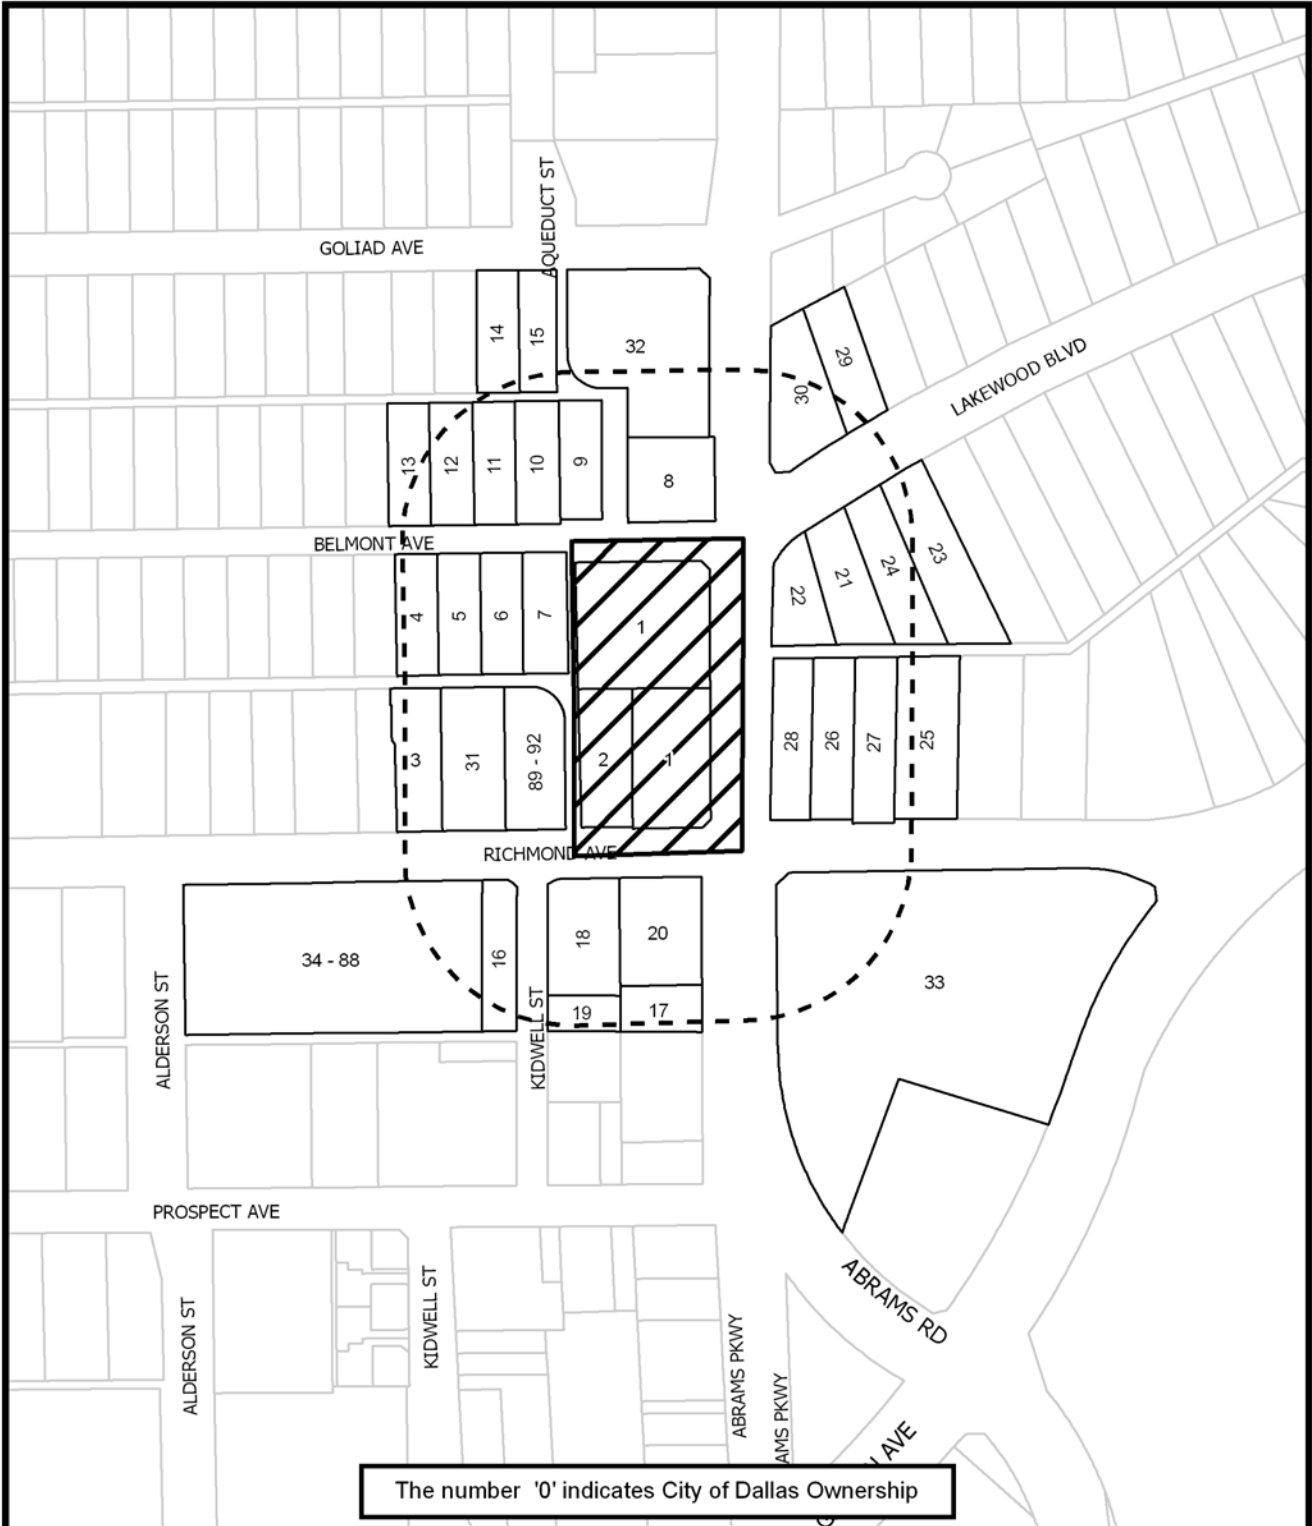 AQUEDUCT ST
GOLIAD AVE
14
15
32
29
30
LAKEWOOD BLVD
13
12
11
10
9
8
BELMONT AVE
4
5
6
7
1
22
21
24
23
3
31
89 - 92
2
1
28
26
27
25
RICHMOND AVE
34 - 88
16
18
20
33
19
17
ALDERSON ST
KIDWELL ST
PROSPECT AVE
ABRAMS RD
ALDERSON ST
KIDWELL ST
ABRAMS PKWY
AMS PKWY
AVE
The number '0' indicates City of Dallas Ownership